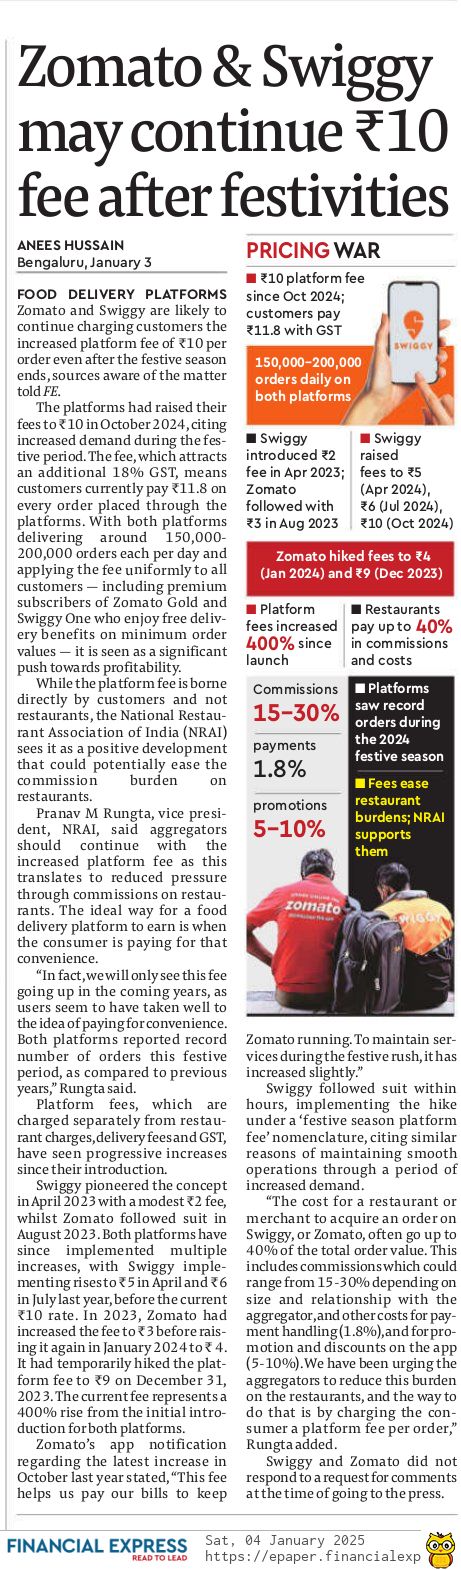 Zomato & Swiggy
may continue ₹10
fee after festivities
ANEES HUSSAIN
Bengaluru, January 3
FOOD DELIVERY PLATFORMS
Zomato and Swiggy are likely to
continue charging customers the
increased platform fee of ₹10 per
order even after the festive season
ends, sources aware of the matter
told FE.
The platforms had raised their
fees to ₹10 in October 2024, citing
increased demand during the fes-
tive period. The fee, which attracts
an additional 18% GST, means
customers currently pay ₹11.8 on
every order placed through the
platforms. With both platforms
delivering around 150,000-
200,000 orders each per day and
applying the fee uniformly to all
customers — including premium
subscribers of Zomato Gold and
Swiggy One who enjoy free deliv-
ery benefits on minimum order
values — it is seen as a significant
push towards profitability.
While the platform fee is borne
directly by customers and not
restaurants, the National Restau-
rant Association of India (NRAI)
sees it as a positive development
that could potentially ease the
commission burden on
restaurants.
Pranav M Rungta, vice presi-
dent, NRAI, said aggregators
should continue with the
increased platform fee as this
translates to reduced pressure
through commissions on restau-
rants. The ideal way for a food
delivery platform to earn is when
the consumer is paying for that
convenience.
“In fact, we will only see this fee
going up in the coming years, as
users seem to have taken well to
the idea of paying for convenience.
Both platforms reported record
number of orders this festive
period, as compared to previous
years,” Rungta said.
Platform fees, which are
charged separately from restau-
rant charges, delivery fees and GST,
have seen progressive increases
since their introduction.
Swiggy pioneered the concept
in April 2023 with a modest ₹2 fee,
whilst Zomato followed suit in
August 2023. Both platforms have
since implemented multiple
increases, with Swiggy imple-
menting rises to ₹5 in April and ₹6
in July last year, before the current
₹10 rate. In 2023, Zomato had
increased the fee to ₹3 before rais-
ing it again in January 2024 to ₹ 4.
It had temporarily hiked the plat-
form fee to ₹9 on December 31,
2023. The current fee represents a
400% rise from the initial intro-
duction for both platforms.
Zomato’s app notification
regarding the latest increase in
October last year stated, “This fee
helps us pay our bills to keep
PRICING WAR
₹10 platform fee
since Oct 2024;
customers pay
₹11.8 with GST
SWIGGY
150,000–200,000
orders daily on
both platforms
Swiggy
introduced ₹2
fee in Apr 2023;
Zomato
followed with
₹3 in Aug 2023
Swiggy
raised
fees to ₹5
(Apr 2024),
₹6 (Jul 2024),
₹10 (Oct 2024)
Zomato hiked fees to ₹4
(Jan 2024) and ₹9 (Dec 2023)
Platform
fees increased
400% since
launch
Restaurants
pay up to 40%
in commissions
and costs
Commissions
15–30%
payments
1.8%
promotions
5–10%
Platforms
saw record
orders during
the 2024
festive season
Fees ease
restaurant
burdens; NRAI
supports
them
zomato
SWIGGY
Zomato running. To maintain ser-
vices during the festive rush, it has
increased slightly.”
Swiggy followed suit within
hours, implementing the hike
under a ‘festive season platform
fee’ nomenclature, citing similar
reasons of maintaining smooth
operations through a period of
increased demand.
“The cost for a restaurant or
merchant to acquire an order on
Swiggy, or Zomato, often go up to
40% of the total order value. This
includes commissions which could
range from 15-30% depending on
size and relationship with the
aggregator, and other costs for pay-
ment handling (1.8%), and for pro-
motion and discounts on the app
(5-10%). We have been urging the
aggregators to reduce this burden
on the restaurants, and the way to
do that is by charging the con-
sumer a platform fee per order,”
Rungta added.
Swiggy and Zomato did not
respond to a request for comments
at the time of going to the press.
FINANCIAL EXPRESS
READ TO LEAD
Sat, 04 January 2025
https://epaper.financialexp